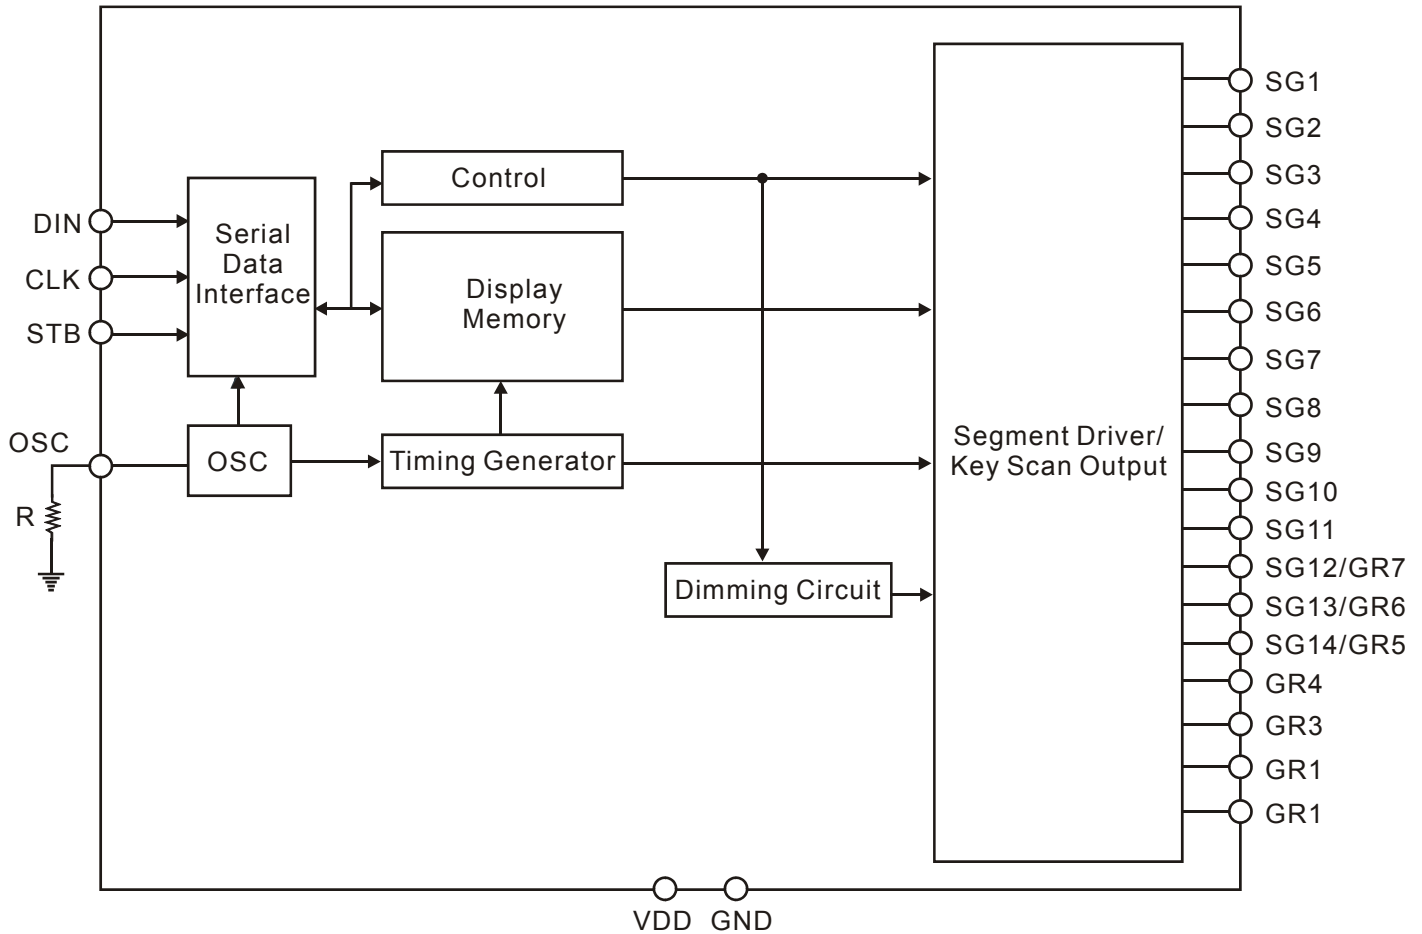 DIN
CLK
STB
OSC
R
Serial
Data
Interface
OSC
Control
Display
Memory
Timing Generator
Dimming Circuit
Segment Driver/
Key Scan Output
SG1
SG2
SG3
SG4
SG5
SG6
SG7
SG8
SG9
SG10
SG11
SG12/GR7
SG13/GR6
SG14/GR5
GR4
GR3
GR1
GR1
VDD GND